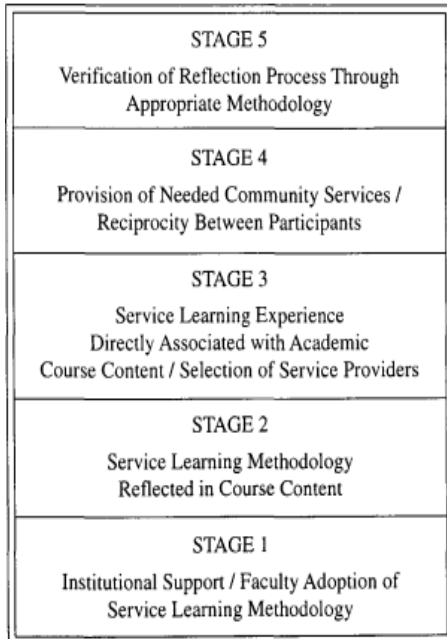 STAGE 5
Verification of Reflection Process Through
Appropriate Methodology
STAGE 4
Provision of Needed Community Services /
Reciprocity Between Participants
STAGE 3
Service Learning Experience
Directly Associated with Academic
Course Content / Selection of Service Providers
STAGE 2
Service Learning Methodology
Reflected in Course Content
STAGE 1
Institutional Support / Faculty Adoption of
Service Learning Methodology